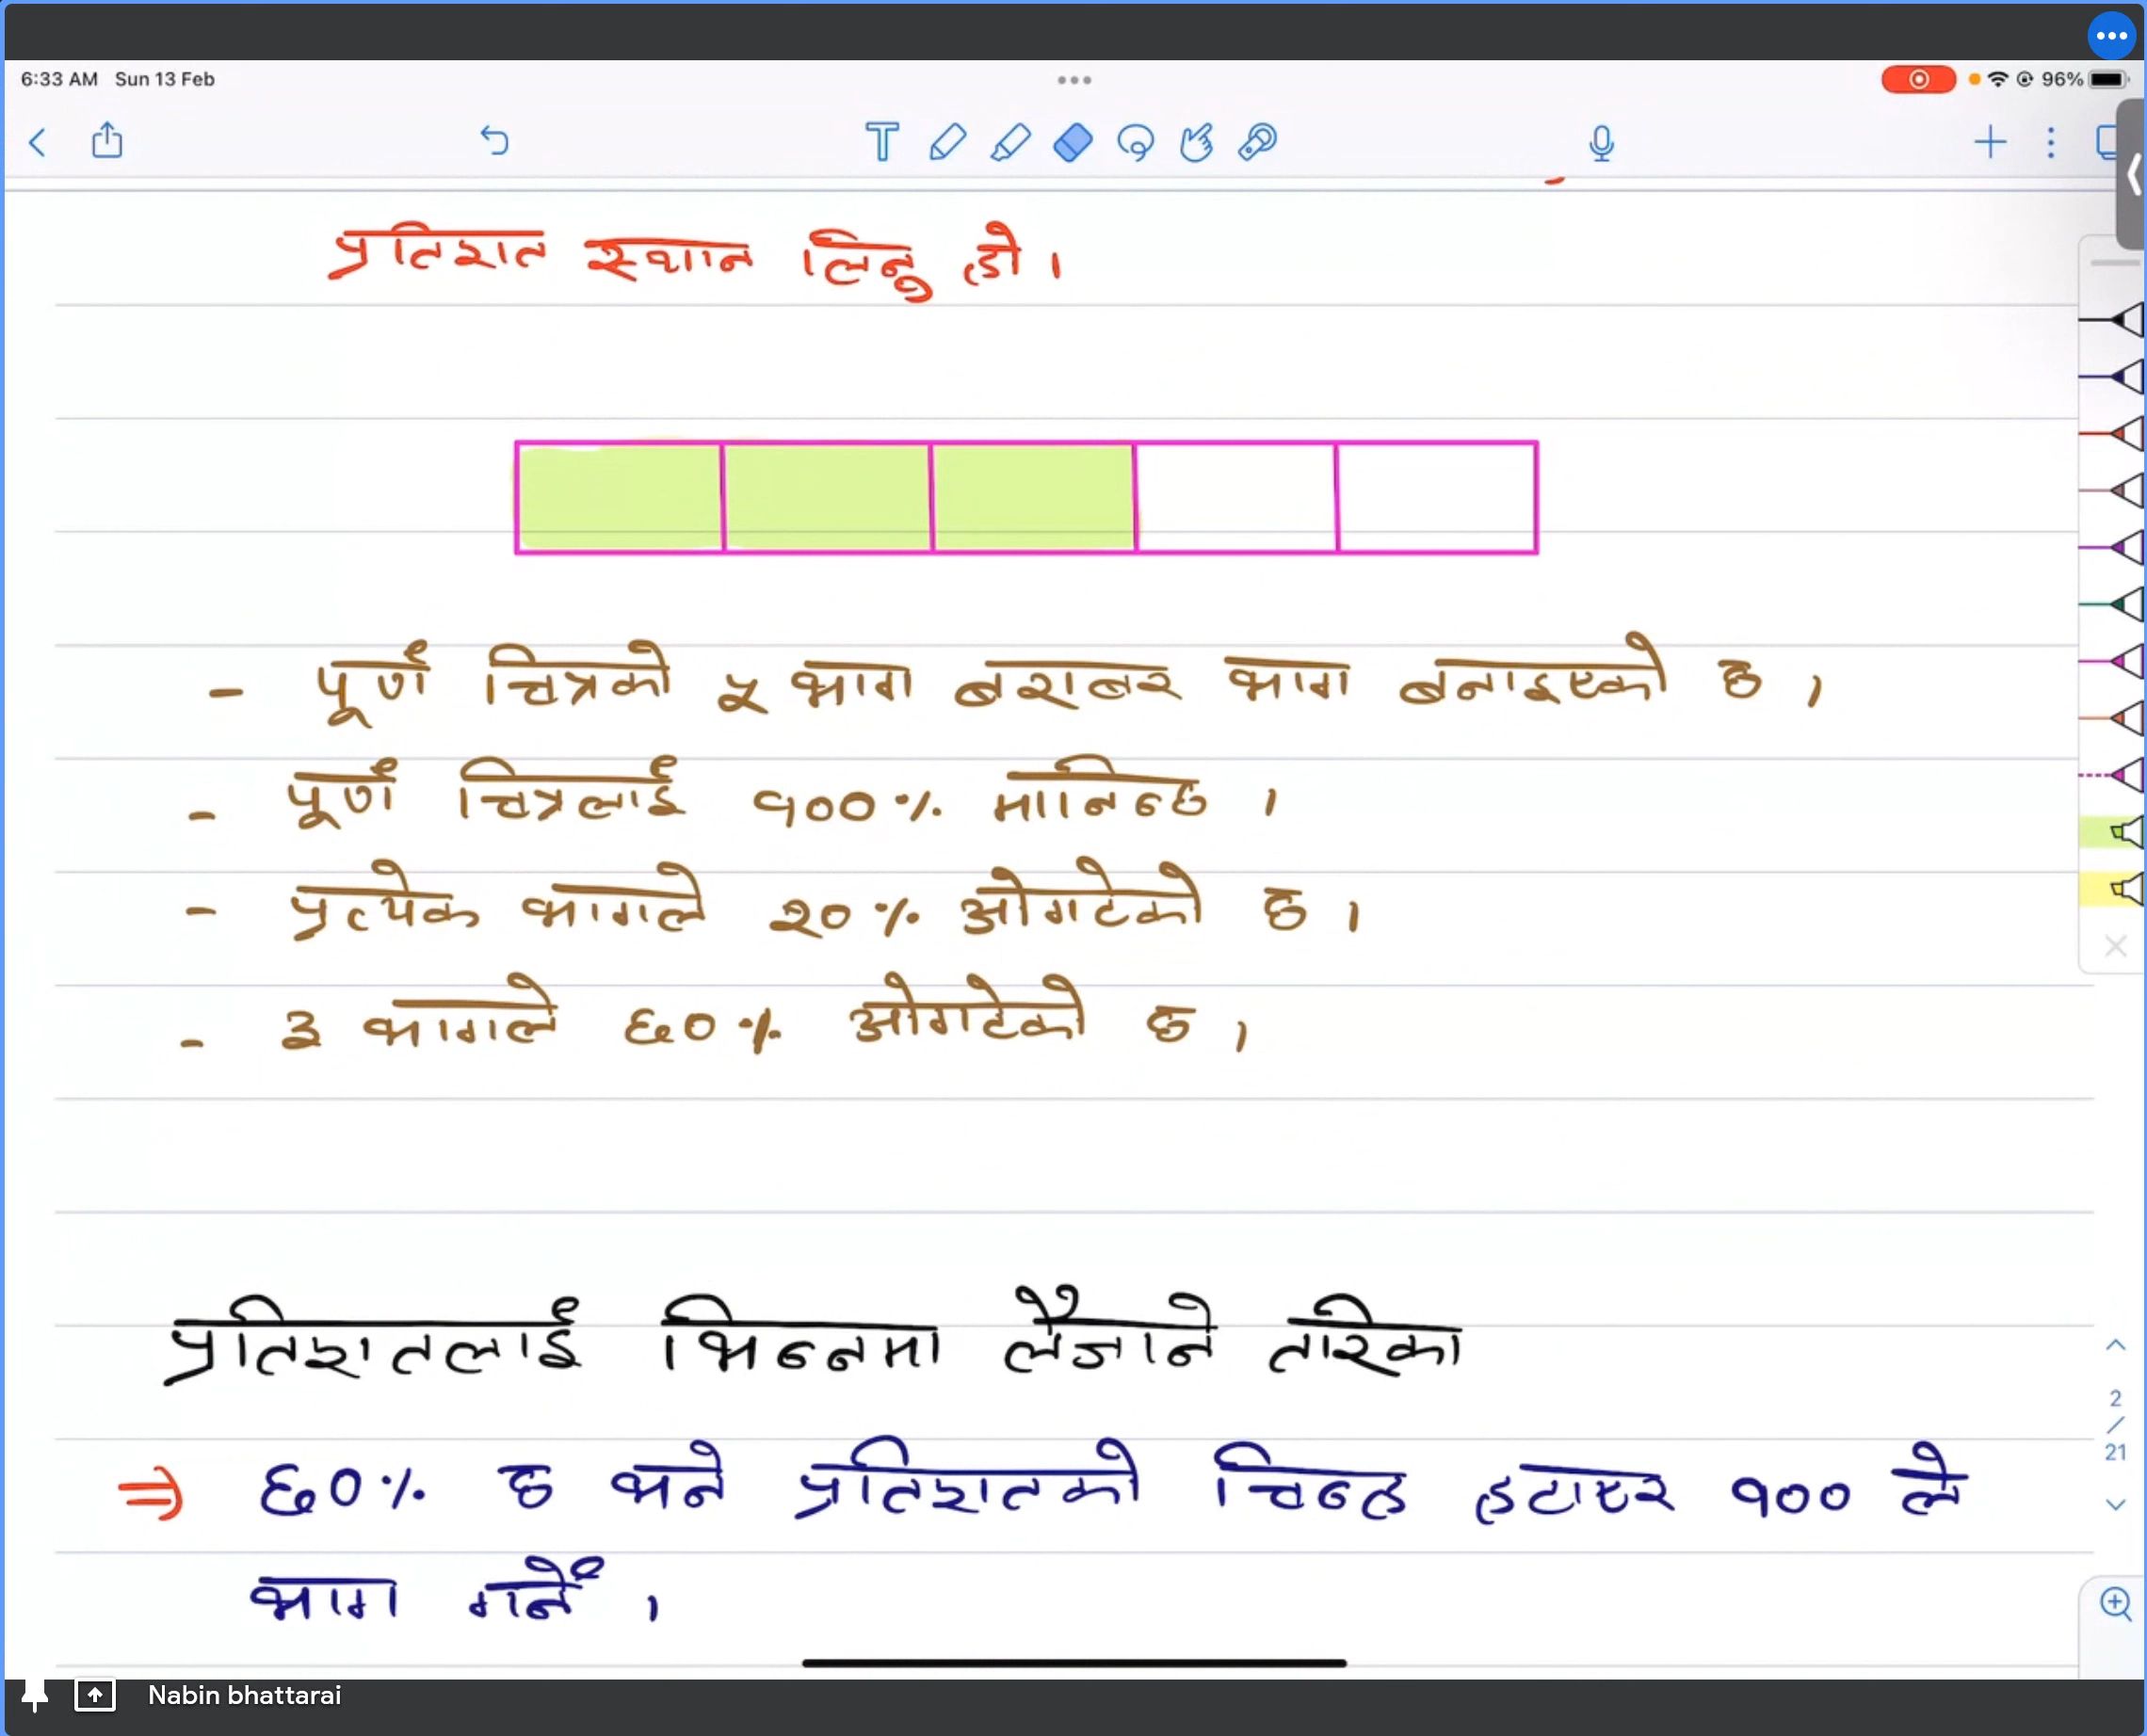 6:33 AM Sun 13 Feb
96%
T
प्रतिशत स्थान लिनु हो ।
- पूर्ण चित्रको ५ भाग बराबर भाग बनाइएको छ ।
- पूर्ण चित्रलाई १००% मानिन्छ ।
- प्रत्येक भागले २०% ओगटेको छ ।
- ३ भागले ६०% ओगटेको छ ।
प्रतिशतलाई भिन्नमा लैजाने तरिका
⇒ ६०% छ भने प्रतिशतको चिन्ह हटाएर १०० ले
भाग गर्ने ।
2
/
21
Nabin bhattarai